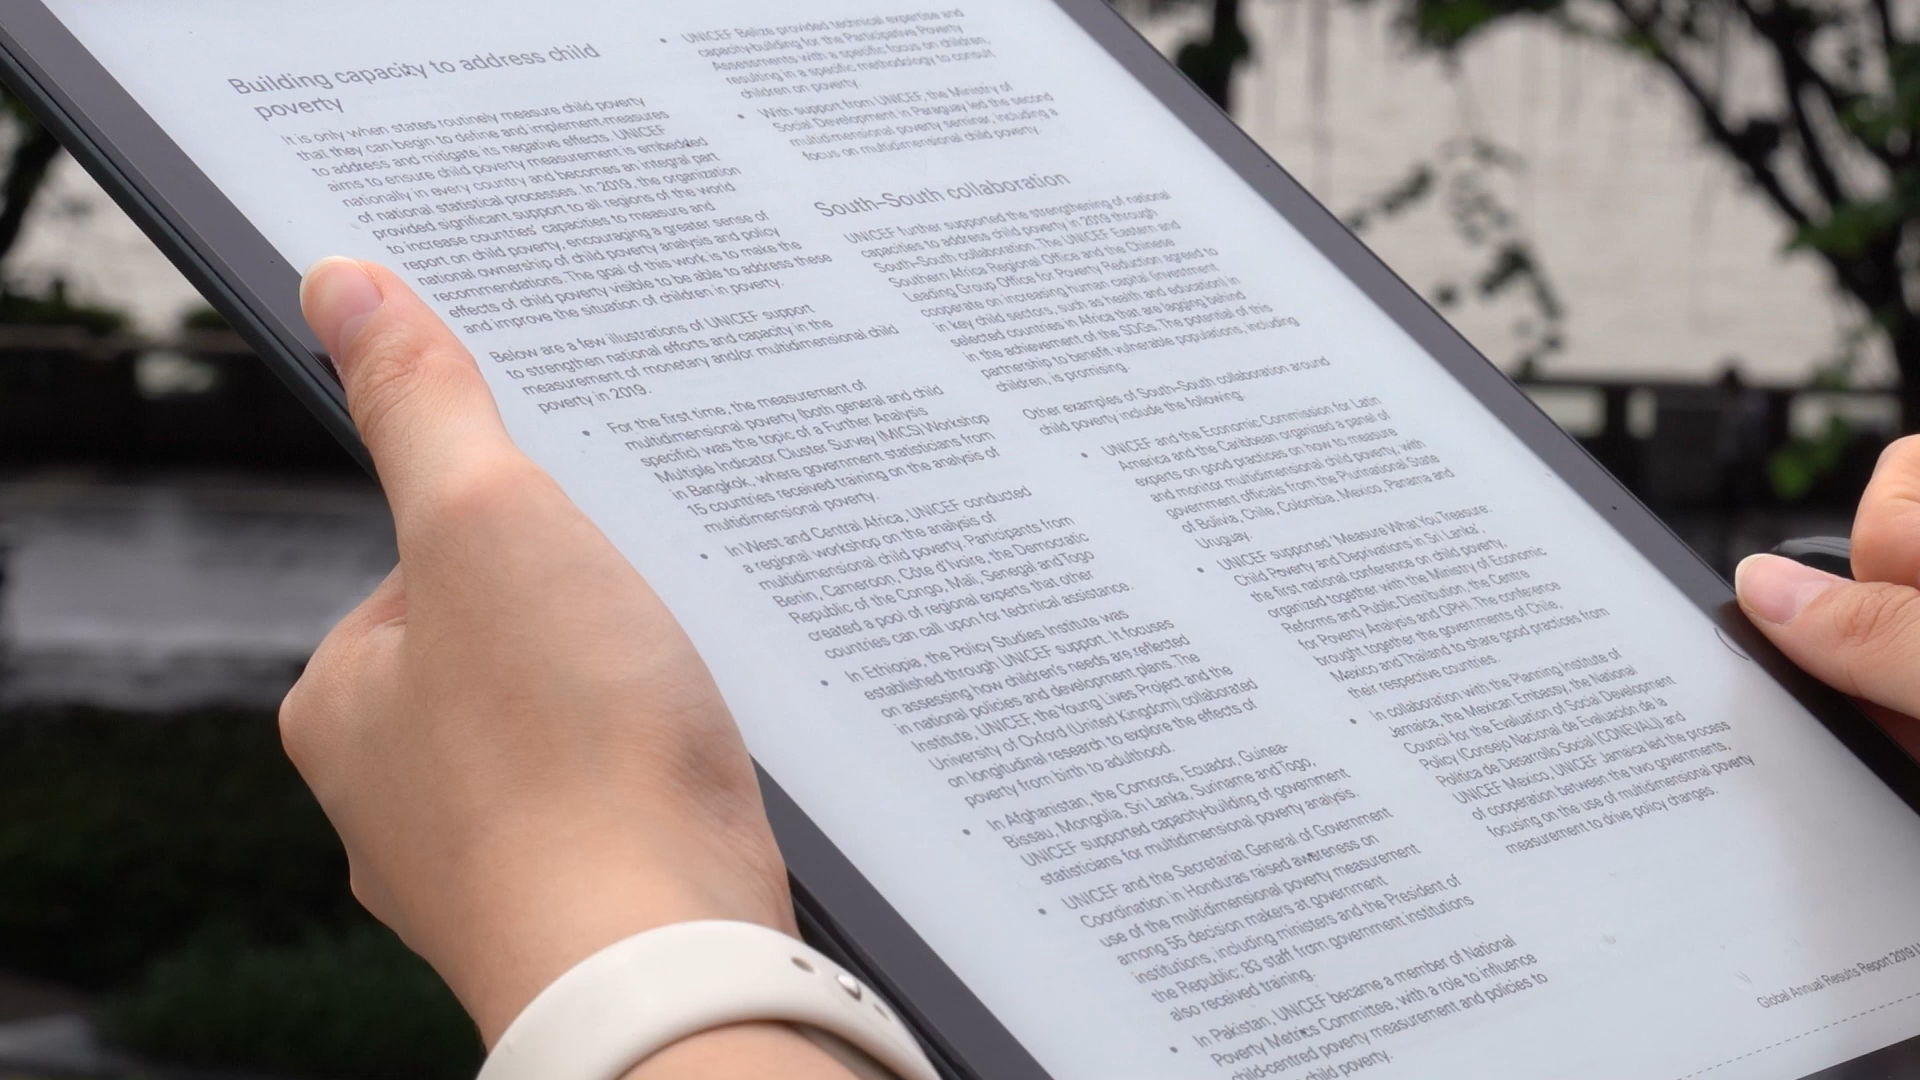 Building capacity to address child
poverty
It is only when states routinely measure child poverty
that they can begin to define and implement measures
to address and mitigate its negative effects. UNICEF
aims to ensure child poverty measurement is embedded
nationally in every country and becomes an integral part
of national statistical processes. In 2019, the organization
provided significant support to all regions of the world
to increase countries' capacities to measure and
report on child poverty, encouraging a greater sense of
national ownership of child poverty analysis and policy
recommendations. The goal of this work is to make the
effects of child poverty visible to be able to address these
and improve the situation of children in poverty.
Below are a few illustrations of UNICEF support
to strengthen national efforts and capacity in the
measurement of monetary and/or multidimensional child
poverty in 2019.
• For the first time, the measurement of
multidimensional poverty (both general and child
specific) was the topic of a Further Analysis
Multiple Indicator Cluster Survey (MICS) Workshop
in Bangkok, where government statisticians from
15 countries received training on the analysis of
multidimensional poverty.
• In West and Central Africa, UNICEF conducted
a regional workshop on the analysis of
multidimensional child poverty. Participants from
Benin, Cameroon, Côte d'Ivoire, the Democratic
Republic of the Congo, Mali, Senegal and Togo
created a pool of regional experts that other
countries can call upon for technical assistance.
• In Ethiopia, the Policy Studies Institute was
established through UNICEF support. It focuses
on assessing how children's needs are reflected
in national policies and development plans. The
Institute, UNICEF, the Young Lives Project and the
University of Oxford (United Kingdom) collaborated
on longitudinal research to explore the effects of
poverty from birth to adulthood.
• In Afghanistan, the Comoros, Ecuador, Guinea-
Bissau, Mongolia, Sri Lanka, Suriname and Togo,
UNICEF supported capacity-building of government
statisticians for multidimensional poverty analysis.
• UNICEF and the Secretariat General of Government
Coordination in Honduras raised awareness on
use of the multidimensional poverty measurement
among 55 decision makers at government
institutions, including ministers and the President of
the Republic; 83 staff from government institutions
also received training.
• In Pakistan, UNICEF became a member of National
Poverty Metrics Committee, with a role to influence
child-centred poverty measurement and policies to
child poverty.
• UNICEF Belize provided technical expertise and
capacity-building for the Participative Poverty
Assessments with a specific focus on children,
resulting in a specific methodology to consult
children on poverty.
• With support from UNICEF, the Ministry of
Social Development in Paraguay led the second
multidimensional poverty seminar, including a
focus on multidimensional child poverty.
South–South collaboration
UNICEF further supported the strengthening of national
capacities to address child poverty in 2019 through
South–South collaboration. The UNICEF Eastern and
Southern Africa Regional Office and the Chinese
Leading Group Office for Poverty Reduction agreed to
cooperate on increasing human capital (investment
in key child sectors, such as health and education) in
selected countries in Africa that are lagging behind
in the achievement of the SDGs. The potential of this
partnership to benefit vulnerable populations, including
children, is promising.
Other examples of South–South collaboration around
child poverty include the following:
• UNICEF and the Economic Commission for Latin
America and the Caribbean organized a panel of
experts on good practices on how to measure
and monitor multidimensional child poverty, with
government officials from the Plurinational State
of Bolivia, Chile, Colombia, Mexico, Panama and
Uruguay.
• UNICEF supported 'Measure What You Treasure:
Child Poverty and Deprivations in Sri Lanka',
the first national conference on child poverty,
organized together with the Ministry of Economic
Reforms and Public Distribution, the Centre
for Poverty Analysis and OPHI. The conference
brought together the governments of Chile,
Mexico and Thailand to share good practices from
their respective countries.
• In collaboration with the Planning Institute of
Jamaica, the Mexican Embassy, the National
Council for the Evaluation of Social Development
Policy (Consejo Nacional de Evaluación de la
Política de Desarrollo Social (CONEVAL)) and
UNICEF Mexico, UNICEF Jamaica led the process
of cooperation between the two governments,
focusing on the use of multidimensional poverty
measurement to drive policy changes.
Global Annual Results Report 2019